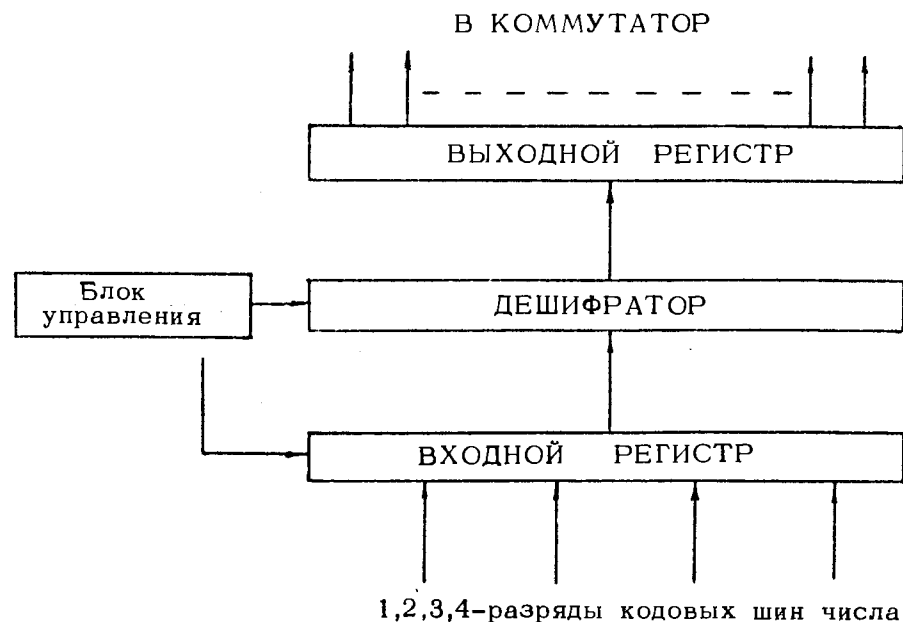 В КОММУТАТОР
ВЫХОДНОЙ РЕГИСТР
Блок
управления
ДЕШИФРАТОР
ВХОДНОЙ РЕГИСТР
1,2,3,4-разряды кодовых шин числа